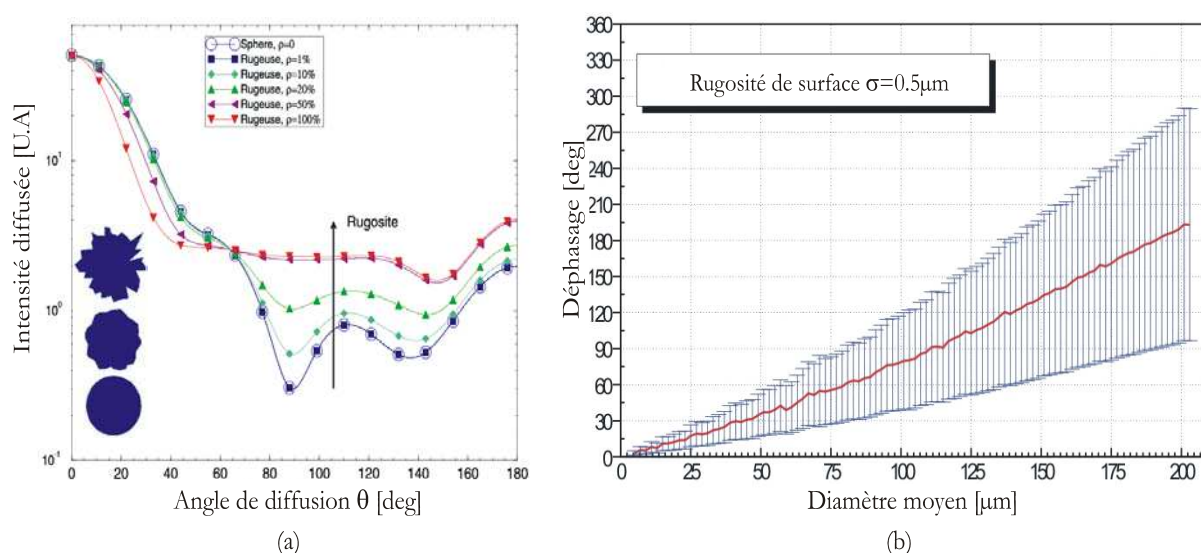 Sphere, ρ=0
Rugeuse, ρ=1%
Rugeuse, ρ=10%
Rugeuse, ρ=20%
Rugeuse, ρ=50%
Rugeuse, ρ=100%
Rugosite
Intensité diffusée [U.A]
10¹
10⁰
10⁻¹
0 20 40 60 80 100 120 140 160 180
Angle de diffusion θ [deg]
(a)
Rugosité de surface σ=0.5µm
Déphasage [deg]
360
330
300
270
240
210
180
150
120
90
60
30
0
0 25 50 75 100 125 150 175 200
Diamètre moyen [µm]
(b)